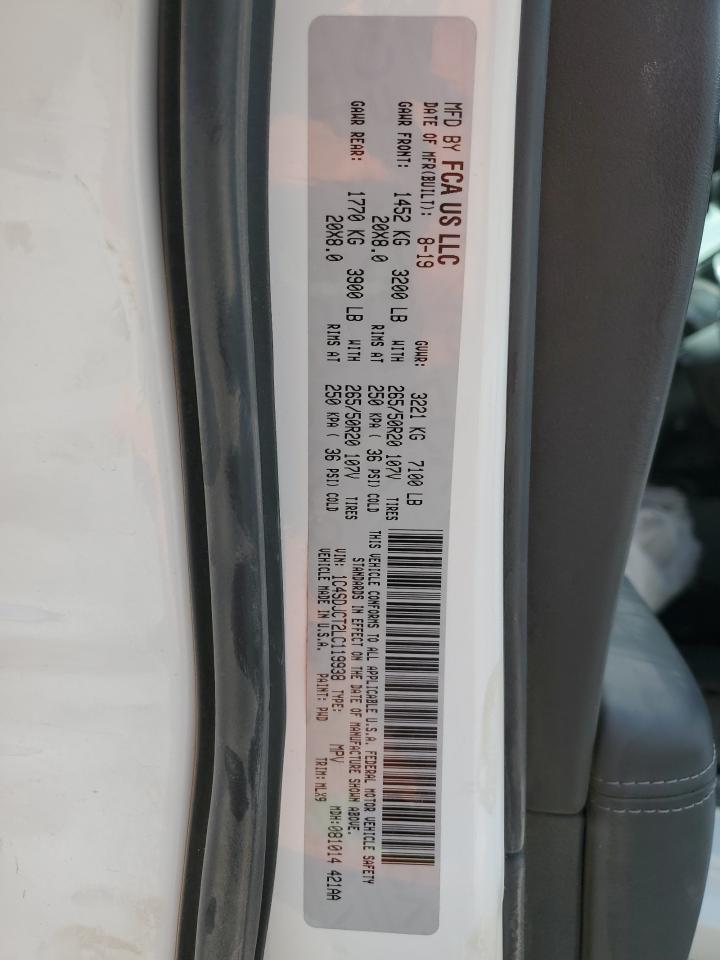 MFD BY FCA US LLC
DATE OF MFR(BUILT): 8-19 GVWR: 3221 KG 7100 LB
GAWR FRONT: 1452 KG 3200 LB WITH 265/50R20 107V TIRES
20X8.0 RIMS AT 250 KPA ( 36 PSI) COLD
GAWR REAR: 1770 KG 3900 LB WITH 265/50R20 107V TIRES
20X8.0 RIMS AT 250 KPA ( 36 PSI) COLD
THIS VEHICLE CONFORMS TO ALL APPLICABLE U.S.A. FEDERAL MOTOR VEHICLE SAFETY
STANDARDS IN EFFECT ON THE DATE OF MANUFACTURE SHOWN ABOVE.
VIN: 1C4SDJCT2LC119938 TYPE: MPV MDH:081014 421AA
VEHICLE MADE IN U.S.A. PAINT: PWD TRIM: MLX9